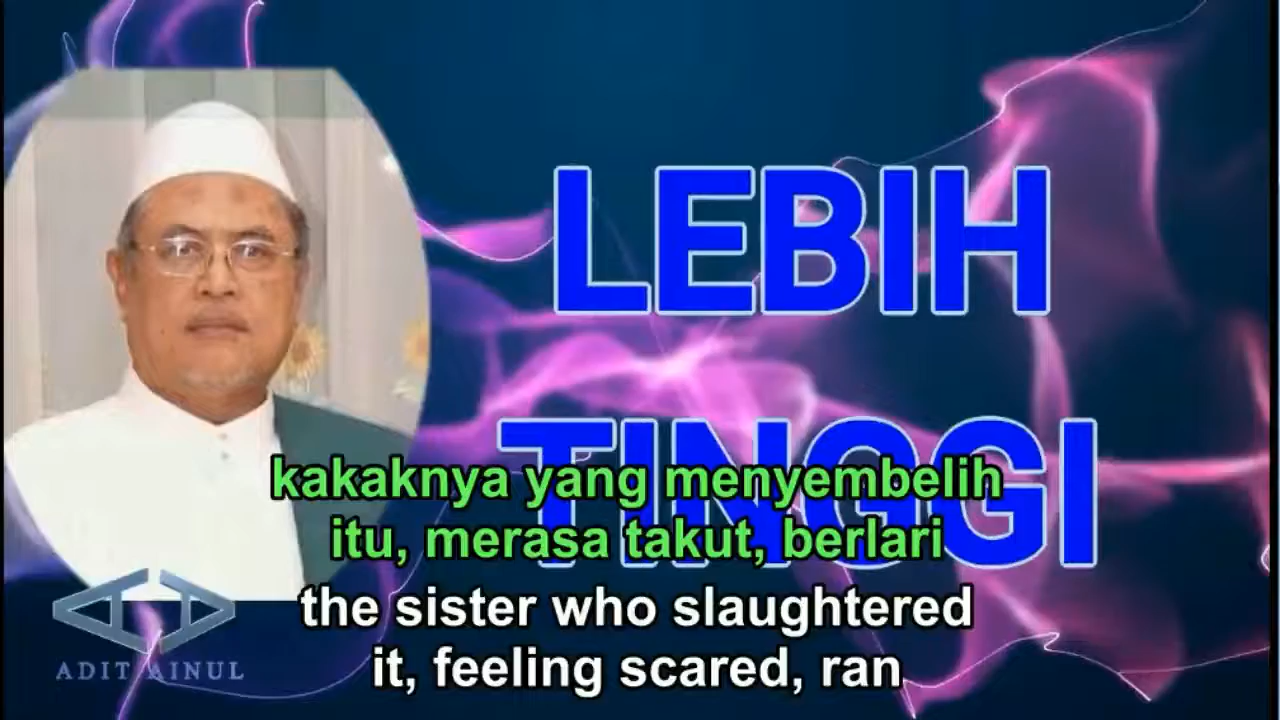 LEBIH
TINGGI
kakaknya yang menyembelih
itu, merasa takut, berlari
the sister who slaughtered
it, feeling scared, ran
ADIT AINUL